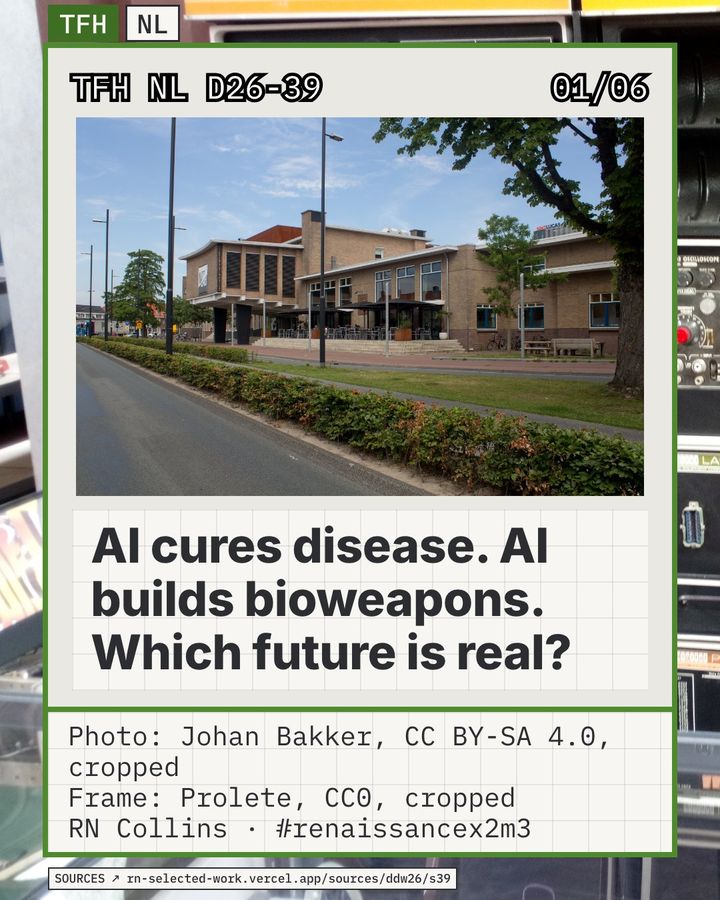 TFH NL
TFH NL D26-39 01/06
AI cures disease. AI
builds bioweapons.
Which future is real?
Photo: Johan Bakker, CC BY-SA 4.0,
cropped
Frame: Prolete, CC0, cropped
RN Collins · #renaissancex2m3
SOURCES ↗ rn-selected-work.vercel.app/sources/ddw26/s39
OSCILLOSCOPE